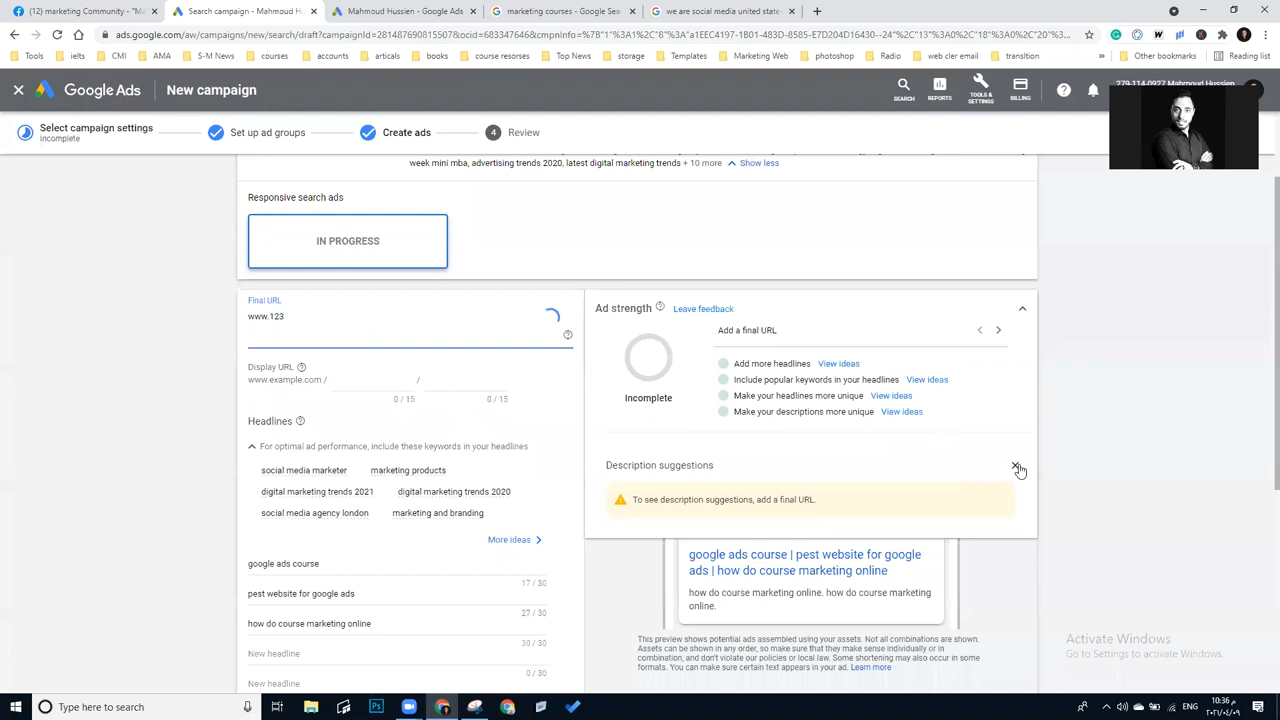 (12) marketing Community - "Ma
Search campaign - Mahmoud H
Mahmoud Hussien - Google Ads
marketing courses - Google Sea
we are social media united state
ads.google.com/aw/campaigns/new/search/draft?campaignId=281487690815507&ocid=683347646&cmpnInfo=%7B"1"%3A1%2C"8"%3A"a1EEC4197-1B01-483D-8585-E7D204D16430--24%2C"13"%3A0%2C"18"%3A0%2C"20"%3...
Tools
ielts
CMI
AMA
S-M News
courses
accounts
articals
books
course resorses
Top News
storage
Templates
Marketing Web
photoshop
Radio
web cler email
transltion
»
Other bookmarks
Reading list
Google Ads
New campaign
SEARCH
REPORTS
TOOLS &
SETTINGS
BILLING
279-114-0927 Mahmoud Hussien
Select campaign settings
incomplete
Set up ad groups
Create ads
4 Review
week mini mba, advertising trends 2020, latest digital marketing trends + 10 more Show less
Responsive search ads
IN PROGRESS
Final URL
www.123
Display URL
www.example.com / /
0 / 15 0 / 15
Headlines
For optimal ad performance, include these keywords in your headlines
social media marketer marketing products
digital marketing trends 2021 digital marketing trends 2020
social media agency london marketing and branding
More ideas
google ads course
17 / 30
pest website for google ads
27 / 30
how do course marketing online
30 / 30
New headline
0 / 30
New headline
Ad strength Leave feedback
Incomplete
Add a final URL
Add more headlines View ideas
Include popular keywords in your headlines View ideas
Make your headlines more unique View ideas
Make your descriptions more unique View ideas
Description suggestions
To see description suggestions, add a final URL.
google ads course | pest website for google
ads | how do course marketing online
how do course marketing online. how do course marketing
online.
This preview shows potential ads assembled using your assets. Not all combinations are shown.
Assets can be shown in any order, so make sure that they make sense individually or in
combination, and don't violate our policies or local law. Some shortening may also occur in some
formats. You can make sure certain text appears in your ad. Learn more
Activate Windows
Go to Settings to activate Windows.
Type here to search
Ps
ENG
م 10:36
٢٠٢١/٠٤/٠٩